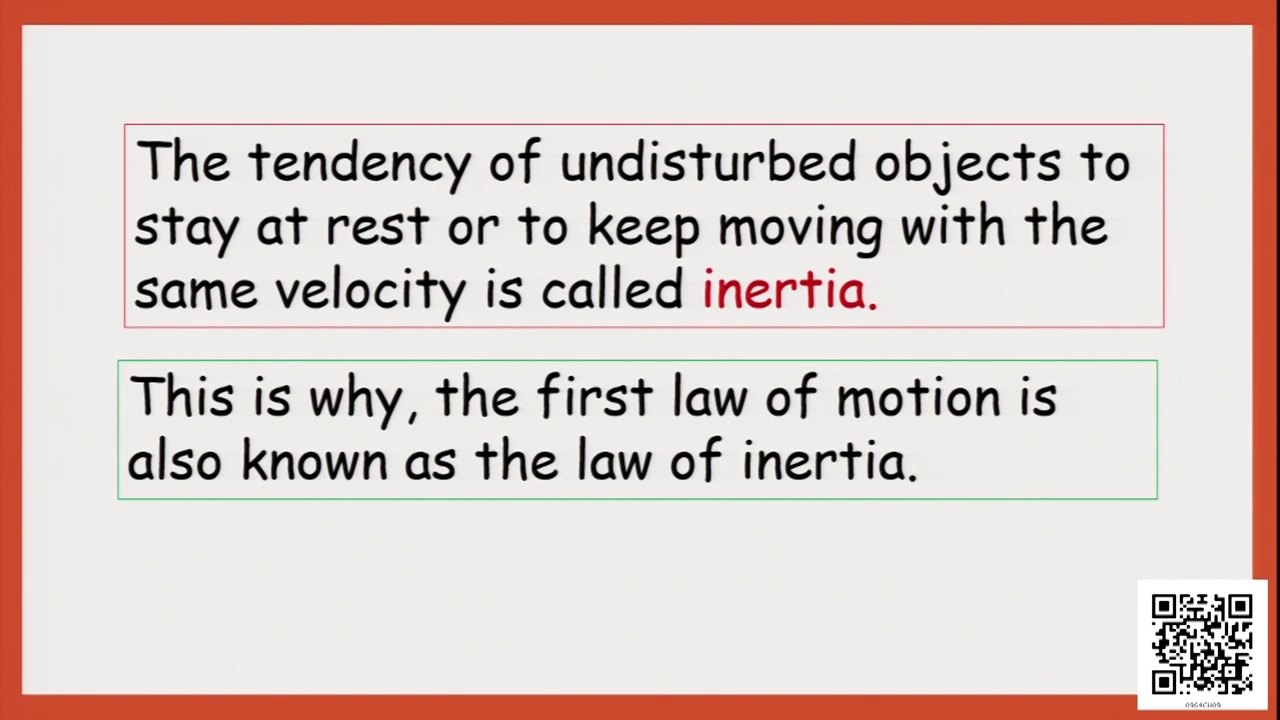 The tendency of undisturbed objects to
stay at rest or to keep moving with the
same velocity is called inertia.
This is why, the first law of motion is
also known as the law of inertia.
0964CH09